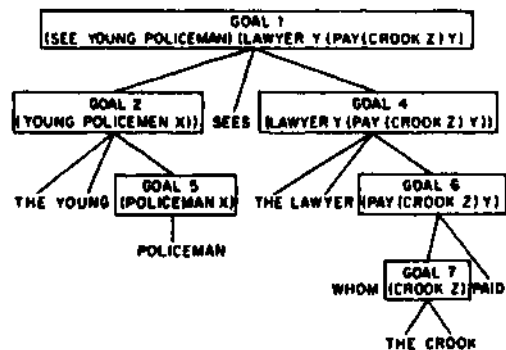 GOAL 1
(SEE YOUNG POLICEMAN) (LAWYER Y (PAY(CROOK Z) Y)
GOAL 2
(YOUNG POLICEMEN X))
SEES
GOAL 4
(LAWYER Y (PAY (CROOK Z) Y))
THE YOUNG
GOAL 5
(POLICEMAN X)
THE LAWYER
GOAL 6
(PAY (CROOK Z) Y)
POLICEMAN
WHOM
GOAL 7
(CROOK Z)
PAID
THE CROOK